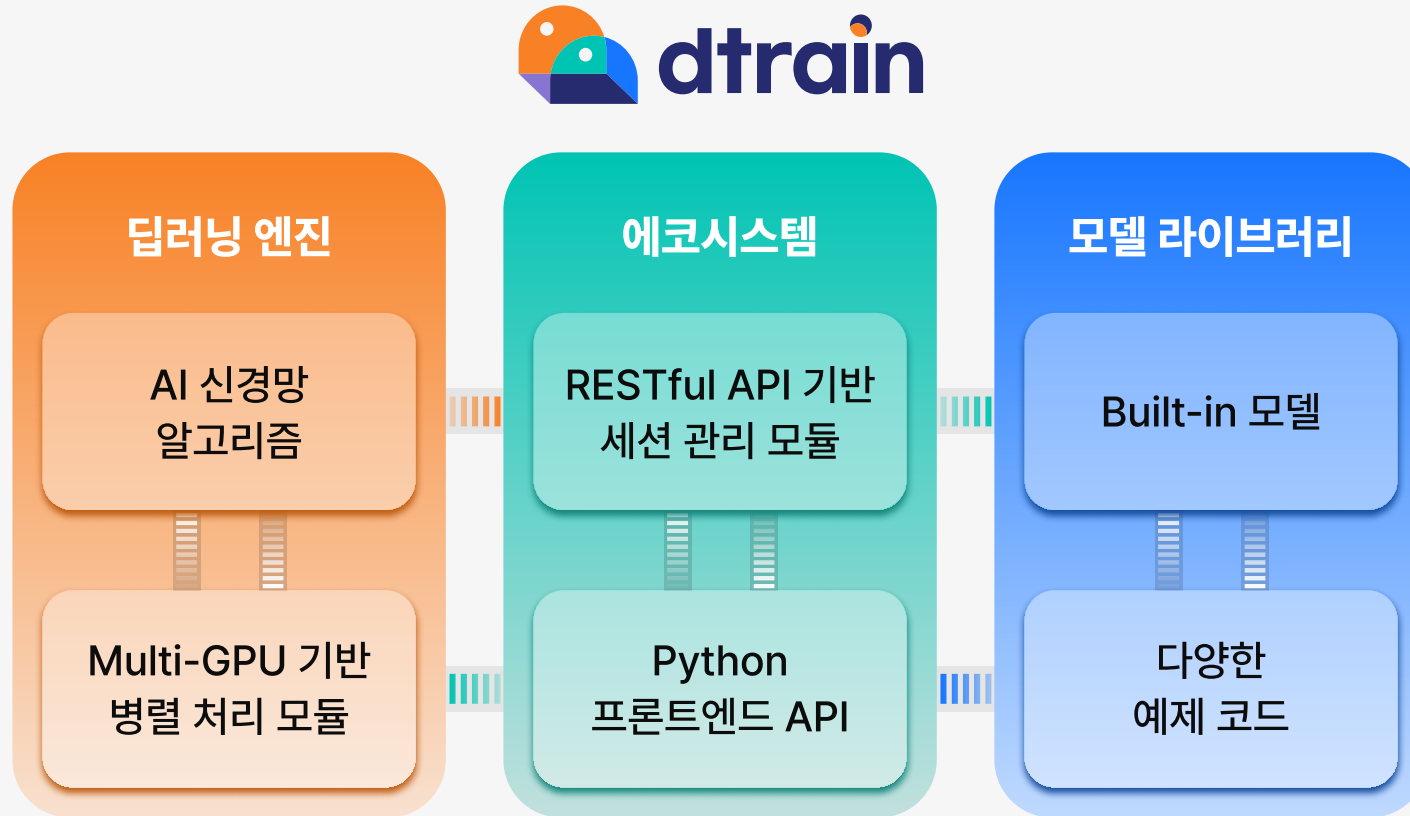 dtrain
딥러닝 엔진
AI 신경망
알고리즘
Multi-GPU 기반
병렬 처리 모듈
에코시스템
RESTful API 기반
세션 관리 모듈
Python
프론트엔드 API
모델 라이브러리
Built-in 모델
다양한
예제 코드